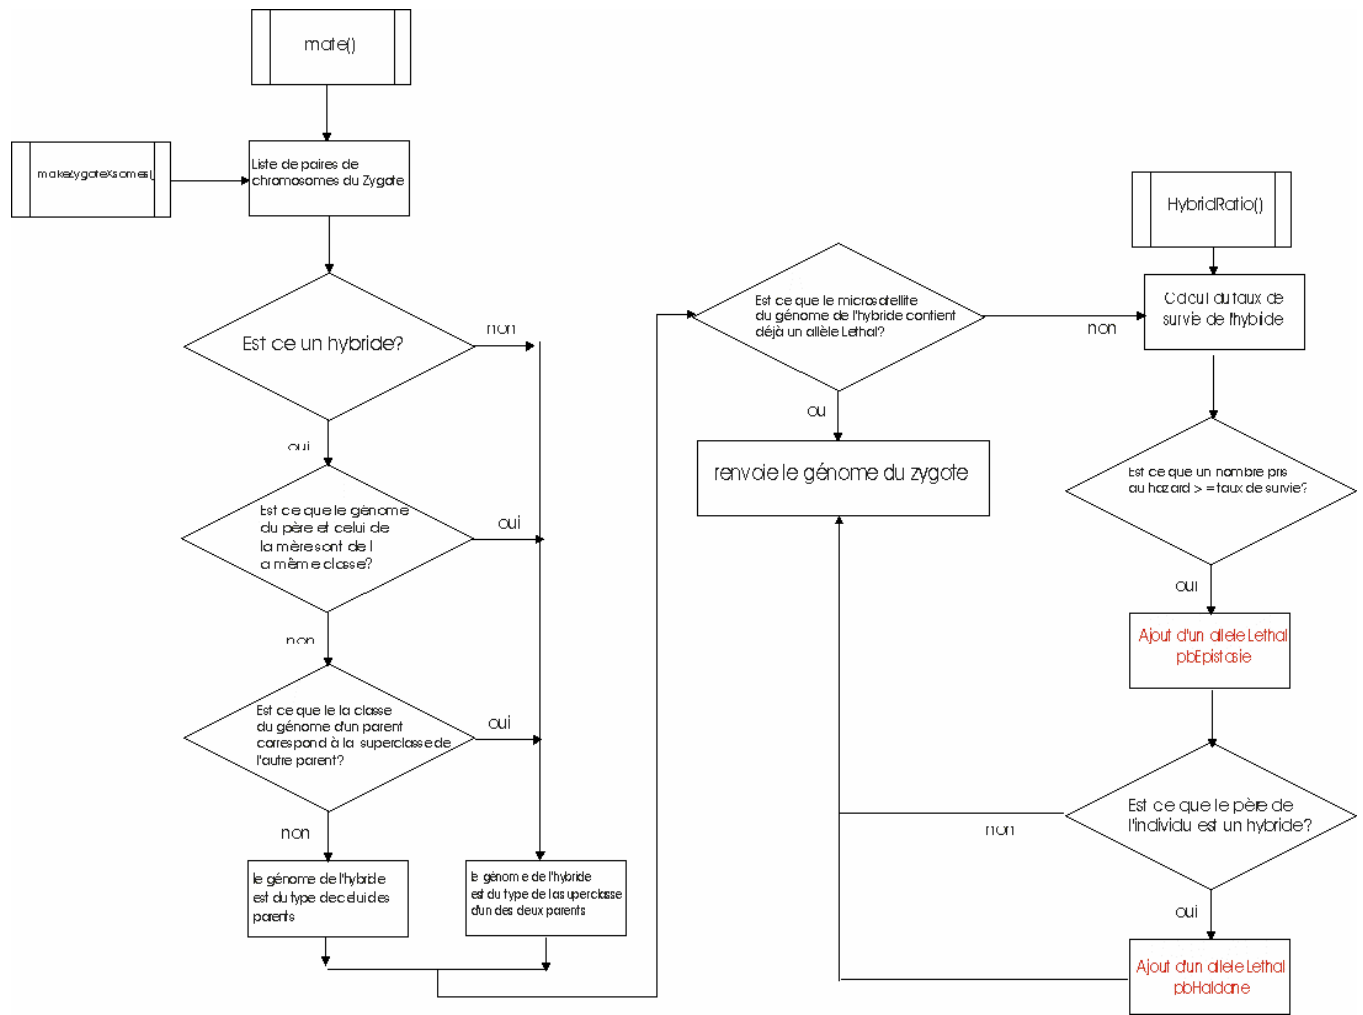 mate()
makezygoteXsomes(
Liste de paires de
chromosomes du Zygote
Est ce un hybride?
non
oui
Est ce que le génome
du père et celui de
la mère sont de l
a même classe?
oui
non
Est ce que le la classe
du génome d'un parent
correspond à la superclasse de
l'autre parent?
oui
non
le génome de l'hybride
est du type de celui des
parents
le génome de l'hybride
est du type de la superclasse
d'un des deux parents
Est ce que le microsatellite
du génome de l'hybride contient
déjà un allèle Lethal?
non
ou
renvoie le génome du zygote
HybridRatio()
Calcul du taux de
survie de l'hybride
Est ce que un nombre pris
au hazard > = taux de survie?
oui
Ajout d'un allele Lethal
pbEpistasie
Est ce que le père de
l'individu est un hybride?
non
oui
Ajout d'un allele Lethal
pbHaldane